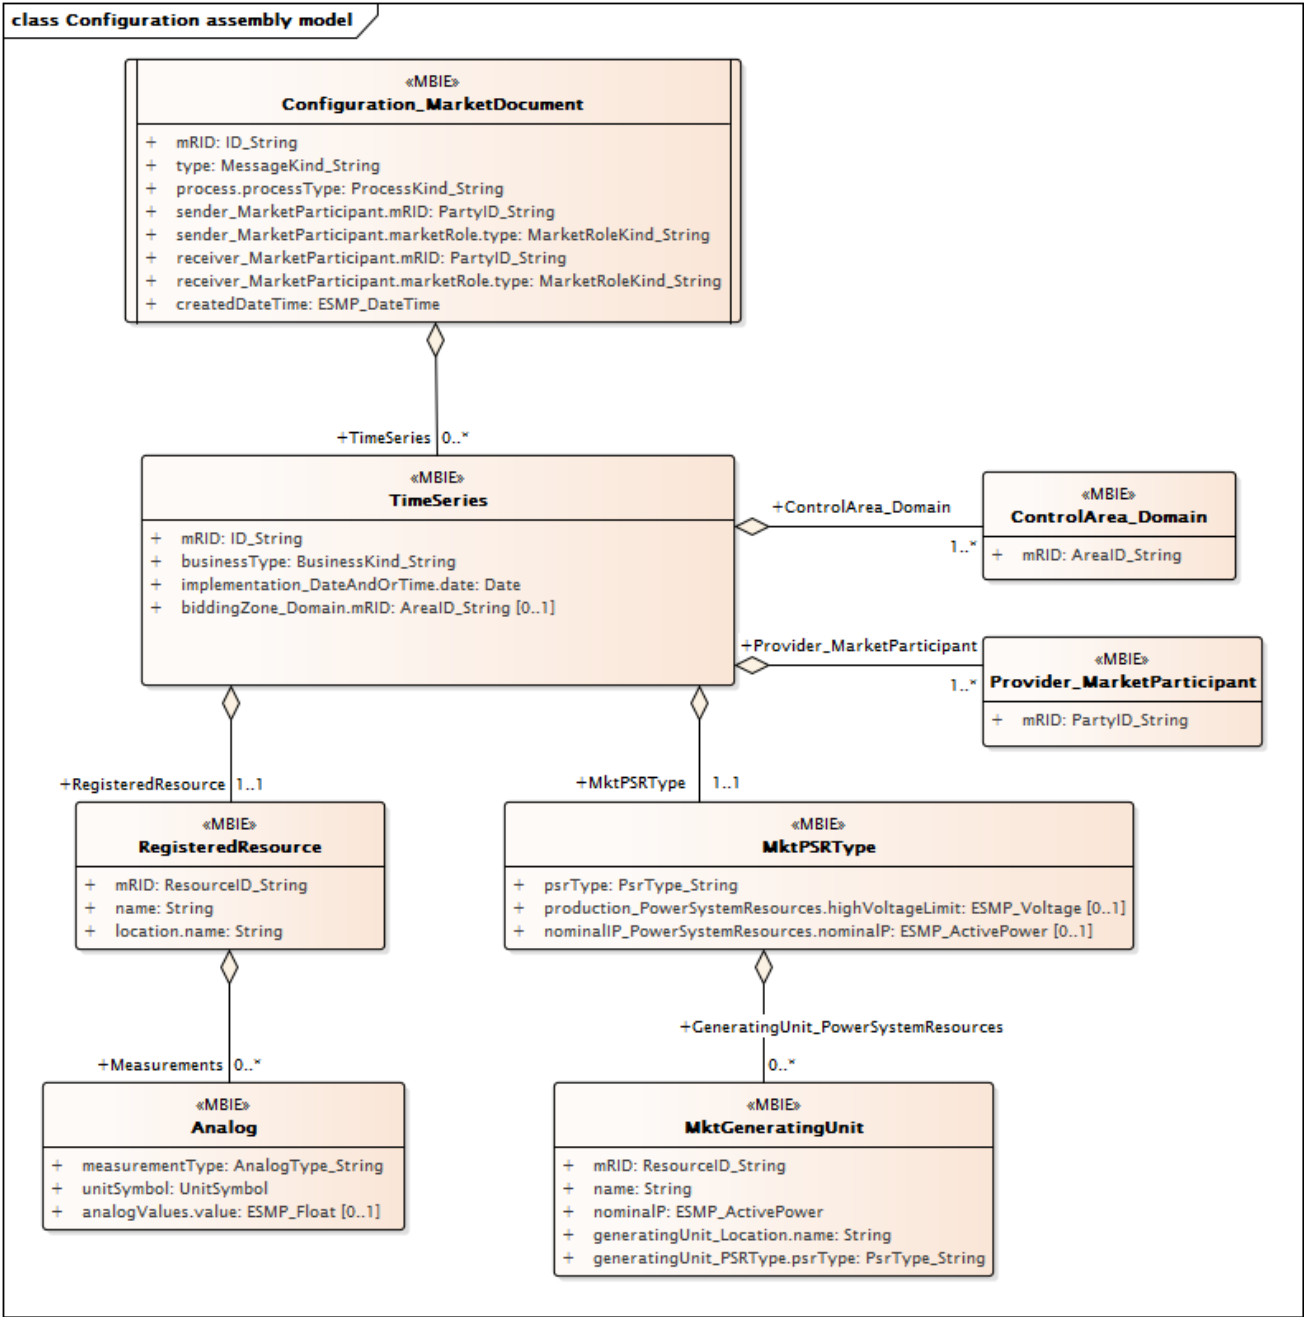 class Configuration assembly model
«MBIE»
Configuration_MarketDocument
+ mRID: ID_String
+ type: MessageKind_String
+ process.processType: ProcessKind_String
+ sender_MarketParticipant.mRID: PartyID_String
+ sender_MarketParticipant.marketRole.type: MarketRoleKind_String
+ receiver_MarketParticipant.mRID: PartyID_String
+ receiver_MarketParticipant.marketRole.type: MarketRoleKind_String
+ createdDateTime: ESMP_DateTime
+TimeSeries 0..*
«MBIE»
TimeSeries
+ mRID: ID_String
+ businessType: BusinessKind_String
+ implementation_DateAndOrTime.date: Date
+ biddingZone_Domain.mRID: AreaID_String [0..1]
+ControlArea_Domain
1..*
«MBIE»
ControlArea_Domain
+ mRID: AreaID_String
+Provider_MarketParticipant
1..*
«MBIE»
Provider_MarketParticipant
+ mRID: PartyID_String
+RegisteredResource 1..1
«MBIE»
RegisteredResource
+ mRID: ResourceID_String
+ name: String
+ location.name: String
+MktPSRType 1..1
«MBIE»
MktPSRType
+ psrType: PsrType_String
+ production_PowerSystemResources.highVoltageLimit: ESMP_Voltage [0..1]
+ nominalIP_PowerSystemResources.nominalP: ESMP_ActivePower [0..1]
+Measurements 0..*
«MBIE»
Analog
+ measurementType: AnalogType_String
+ unitSymbol: UnitSymbol
+ analogValues.value: ESMP_Float [0..1]
+GeneratingUnit_PowerSystemResources
0..*
«MBIE»
MktGeneratingUnit
+ mRID: ResourceID_String
+ name: String
+ nominalP: ESMP_ActivePower
+ generatingUnit_Location.name: String
+ generatingUnit_PSRType.psrType: PsrType_String